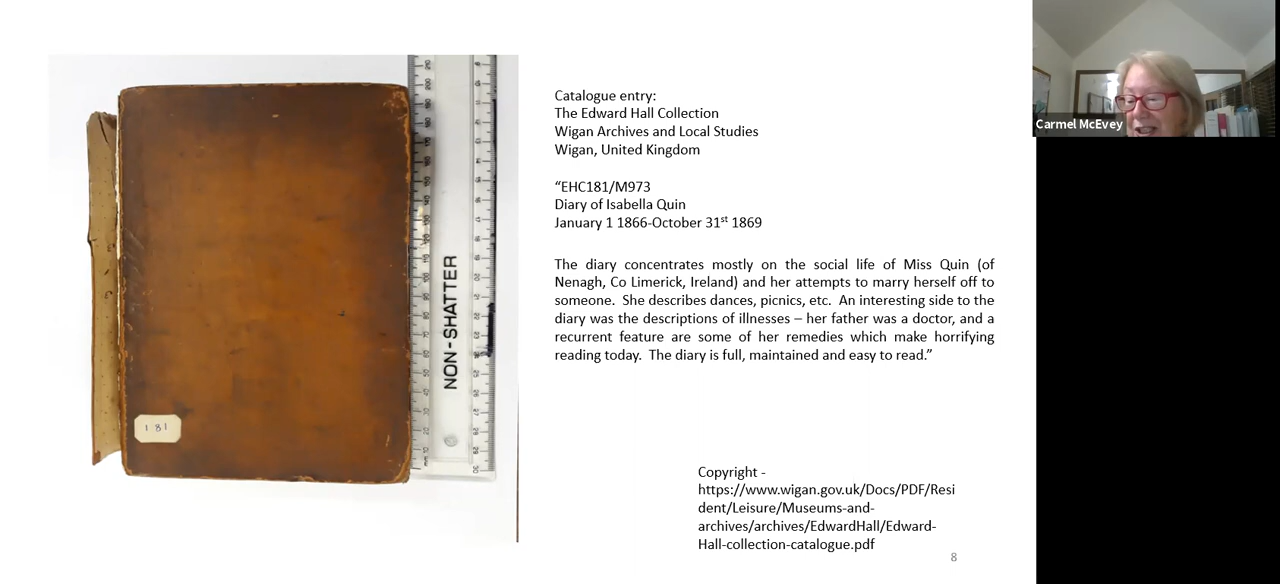 Catalogue entry:
The Edward Hall Collection
Wigan Archives and Local Studies
Wigan, United Kingdom
“EHC181/M973
Diary of Isabella Quin
January 1 1866-October 31st 1869
The diary concentrates mostly on the social life of Miss Quin (of
Nenagh, Co Limerick, Ireland) and her attempts to marry herself off to
someone. She describes dances, picnics, etc. An interesting side to the
diary was the descriptions of illnesses – her father was a doctor, and a
recurrent feature are some of her remedies which make horrifying
reading today. The diary is full, maintained and easy to read.”
Copyright -
https://www.wigan.gov.uk/Docs/PDF/Resi
dent/Leisure/Museums-and-
archives/archives/EdwardHall/Edward-
Hall-collection-catalogue.pdf
8
181
NON-SHATTER
Carmel McEvey